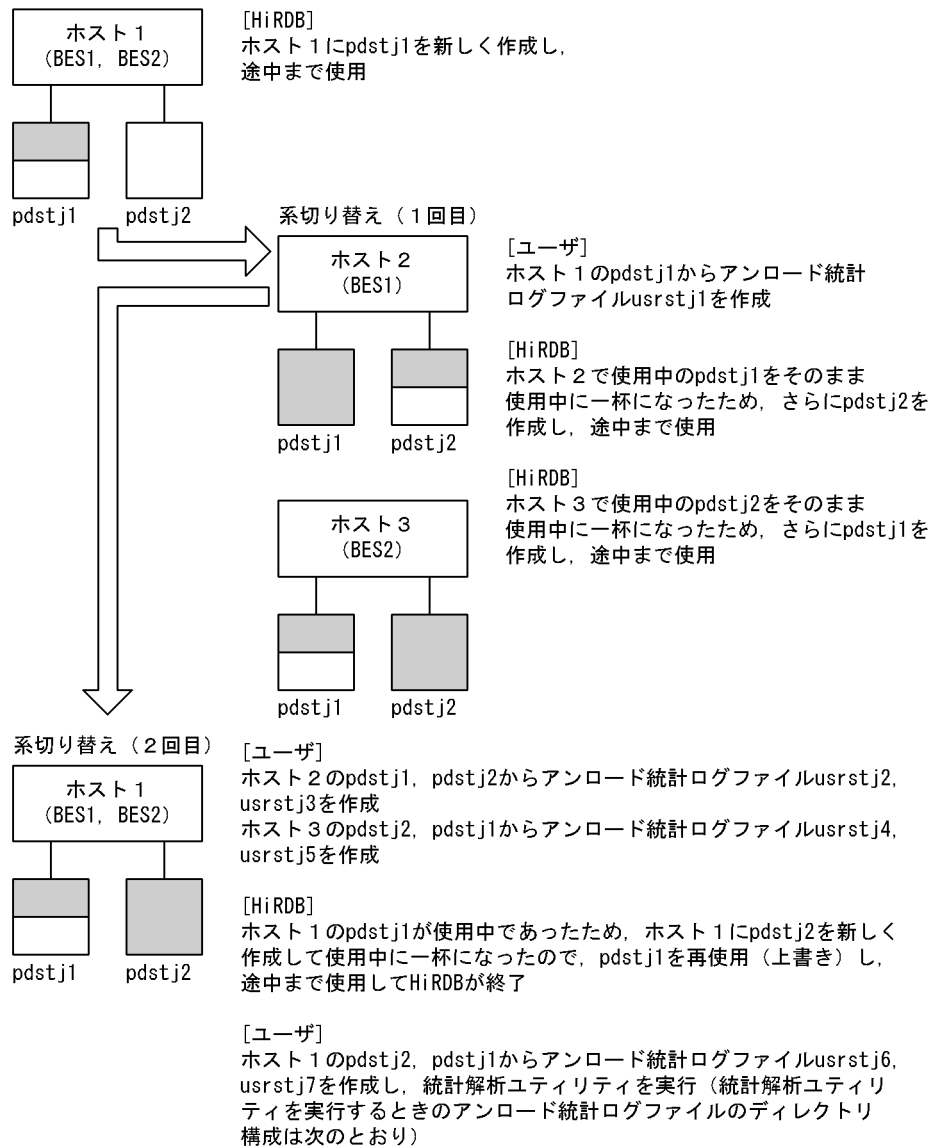 ホスト１
(BES1，BES2)
[HiRDB]
ホスト１にpdstj1を新しく作成し，
途中まで使用
pdstj1
pdstj2
系切り替え（１回目）
ホスト２
(BES1)
pdstj1
pdstj2
[ユーザ]
ホスト１のpdstj1からアンロード統計
ログファイルusrstj1を作成
[HiRDB]
ホスト２で使用中のpdstj1をそのまま
使用中に一杯になったため，さらにpdstj2を
作成し，途中まで使用
[HiRDB]
ホスト３で使用中のpdstj2をそのまま
使用中に一杯になったため，さらにpdstj1を
作成し，途中まで使用
ホスト３
(BES2)
pdstj1
pdstj2
系切り替え（２回目）
ホスト１
(BES1，BES2)
pdstj1
pdstj2
[ユーザ]
ホスト２のpdstj1，pdstj2からアンロード統計ログファイルusrstj2，
usrstj3を作成
ホスト３のpdstj2，pdstj1からアンロード統計ログファイルusrstj4，
usrstj5を作成
[HiRDB]
ホスト１のpdstj1が使用中であったため，ホスト１にpdstj2を新しく
作成して使用中に一杯になったので，pdstj1を再使用（上書き）し，
途中まで使用してHiRDBが終了
[ユーザ]
ホスト１のpdstj2，pdstj1からアンロード統計ログファイルusrstj6，
usrstj7を作成し，統計解析ユティリティを実行（統計解析ユティリ
ティを実行するときのアンロード統計ログファイルのディレクトリ
構成は次のとおり）